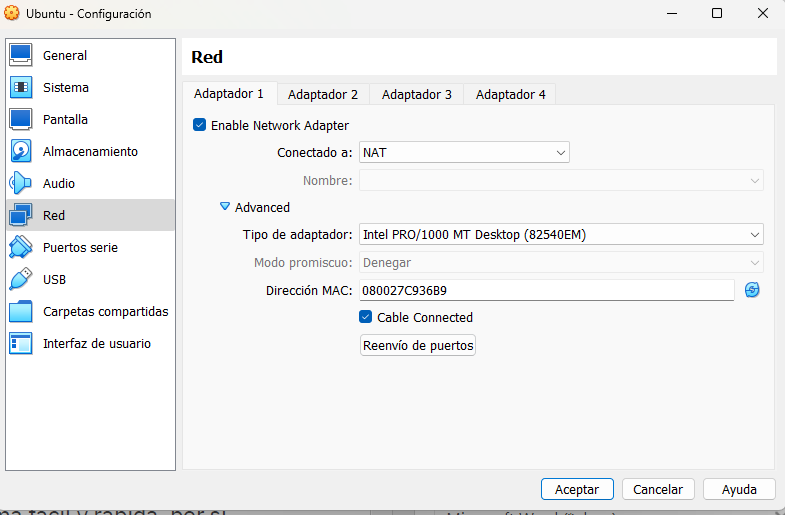 Ubuntu - Configuración
General
Sistema
Pantalla
Almacenamiento
Audio
Red
Puertos serie
USB
Carpetas compartidas
Interfaz de usuario
Red
Adaptador 1 Adaptador 2 Adaptador 3 Adaptador 4
Enable Network Adapter
Conectado a: NAT
Nombre:
Advanced
Tipo de adaptador: Intel PRO/1000 MT Desktop (82540EM)
Modo promiscuo: Denegar
Dirección MAC: 080027C936B9
Cable Connected
Reenvío de puertos
Aceptar Cancelar Ayuda